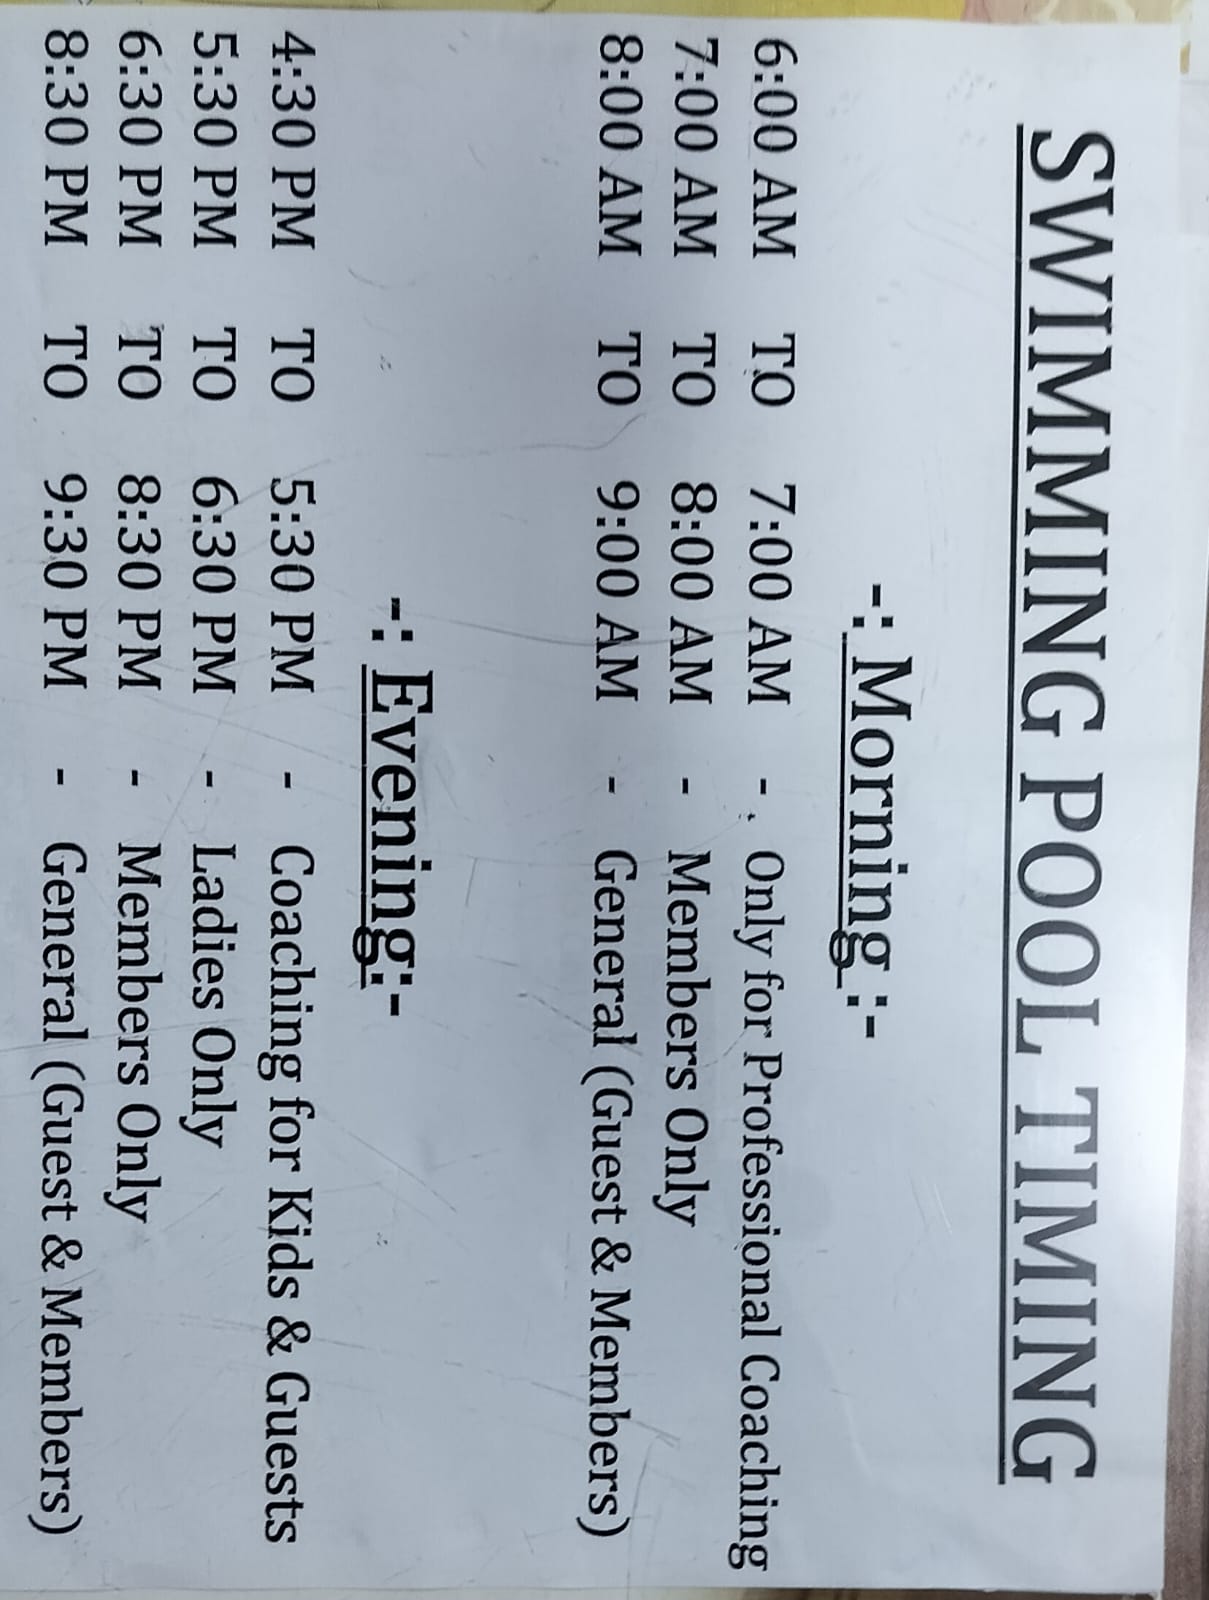 SWIMMING POOL TIMING
-: Morning :-
6:00 AM TO 7:00 AM - Only for Professional Coaching
7:00 AM TO 8:00 AM - Members Only
8:00 AM TO 9:00 AM - General (Guest & Members)
-: Evening:-
4:30 PM TO 5:30 PM - Coaching for Kids & Guests
5:30 PM TO 6:30 PM - Ladies Only
6:30 PM TO 8:30 PM - Members Only
8:30 PM TO 9:30 PM - General (Guest & Members)